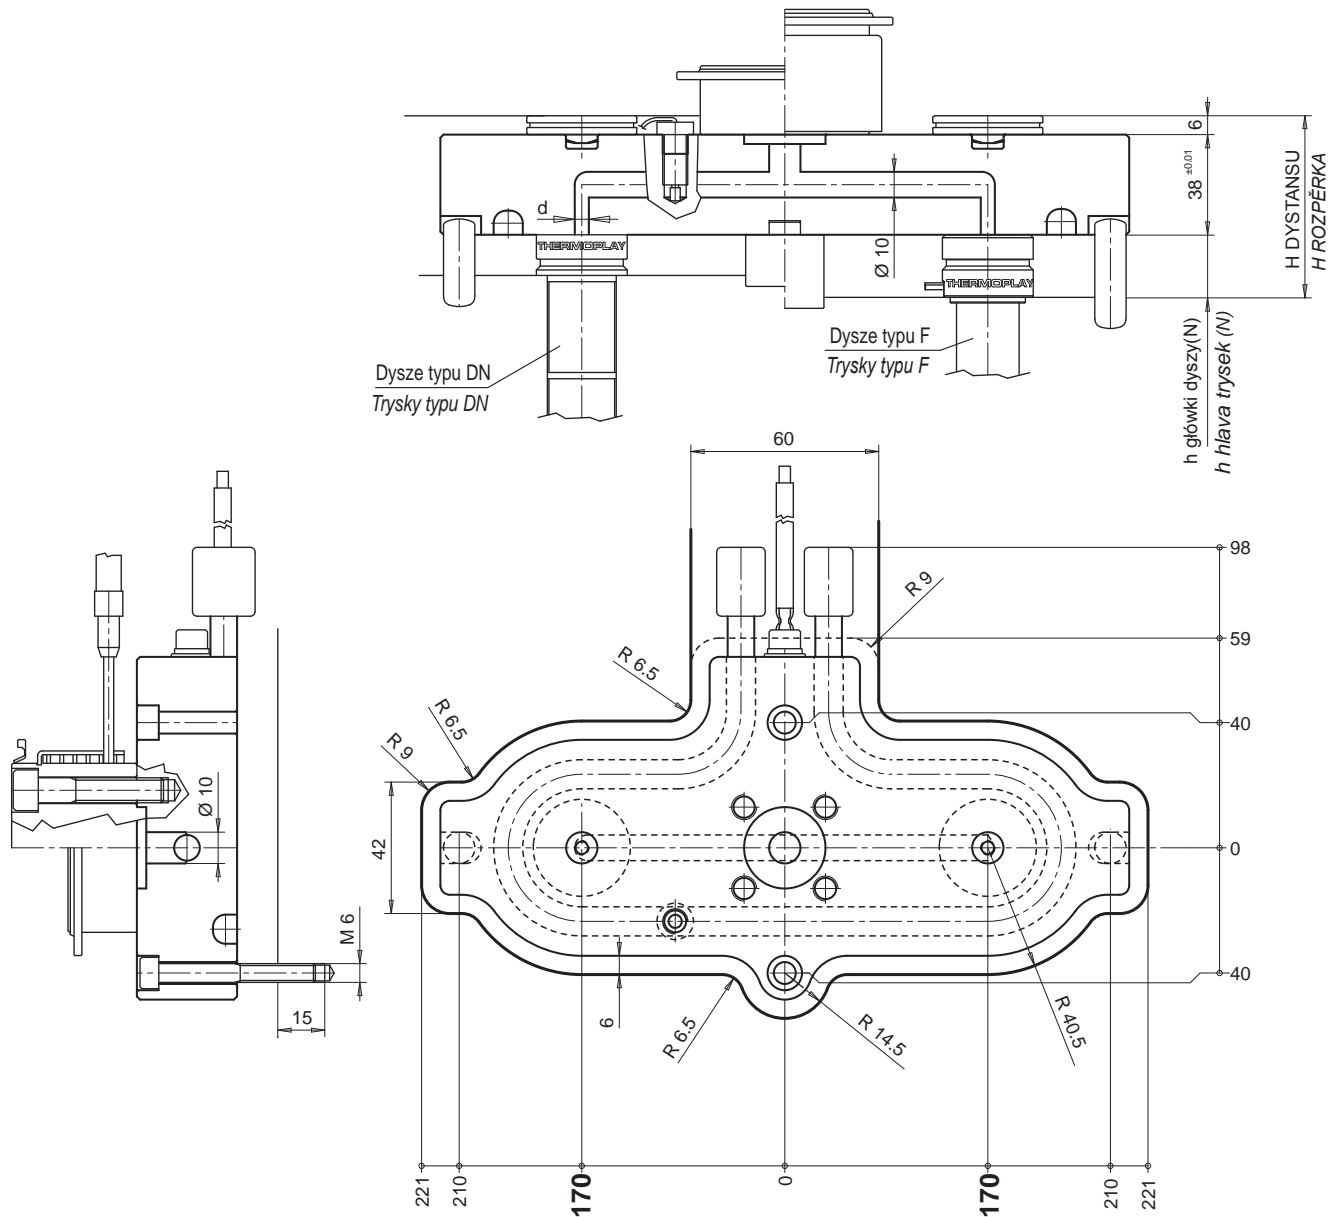 6
38 ±0.01
H DYSTANSU
H ROZPĚRKA
d
THERMOPLAY
Ø 10
THERMOPLAY
Dysze typu F
Trysky typu F
Dysze typu DN
Trysky typu DN
h główki dyszy(N)
h hlava trysek (N)
60
98
R 9
59
R 6.5
40
R 6.5
R 9
Ø 10
42
0
M 6
40
15
6
R 6.5
R 14.5
R 40.5
221
210
170
0
170
210
221